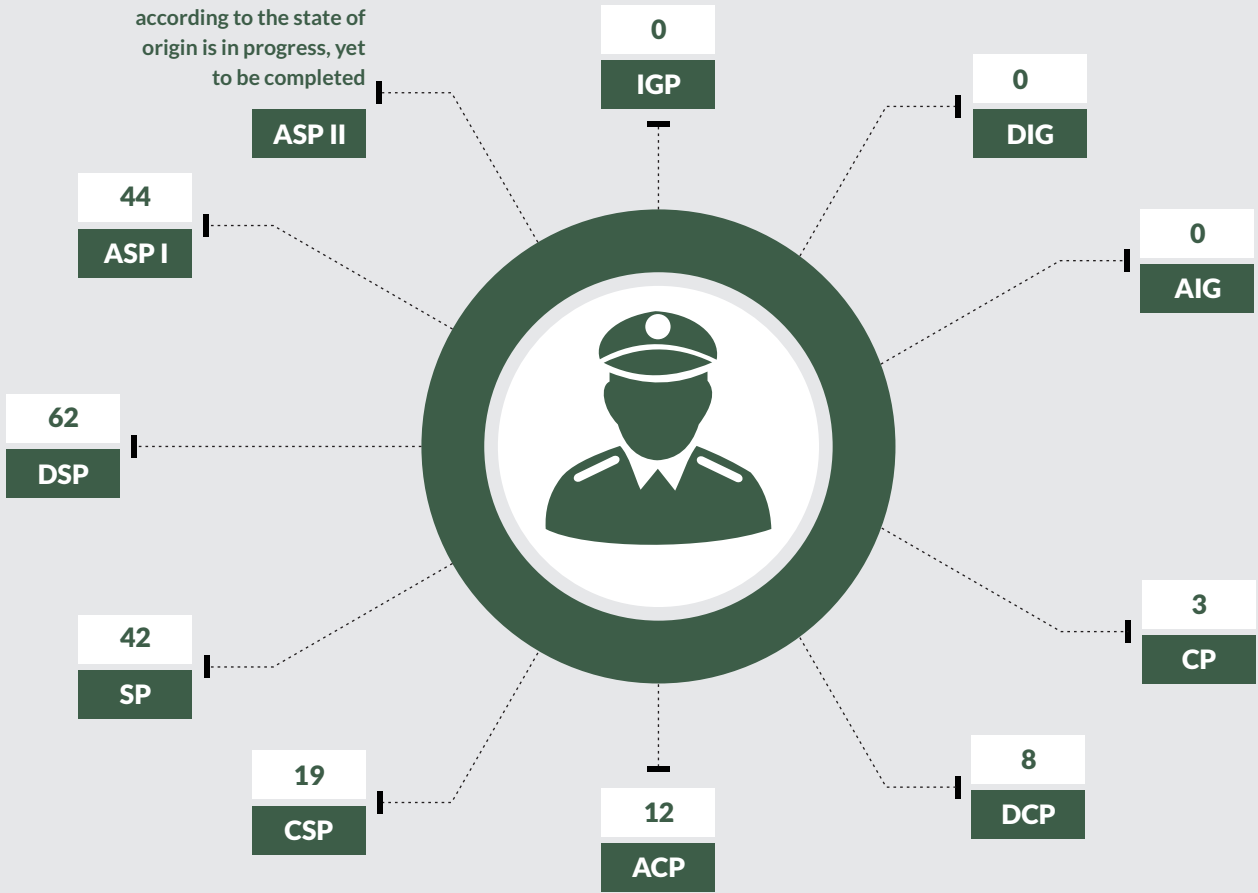 according to the state of
origin is in progress, yet
to be completed
ASP II
0
IGP
0
DIG
0
AIG
3
CP
8
DCP
12
ACP
19
CSP
42
SP
62
DSP
44
ASP I